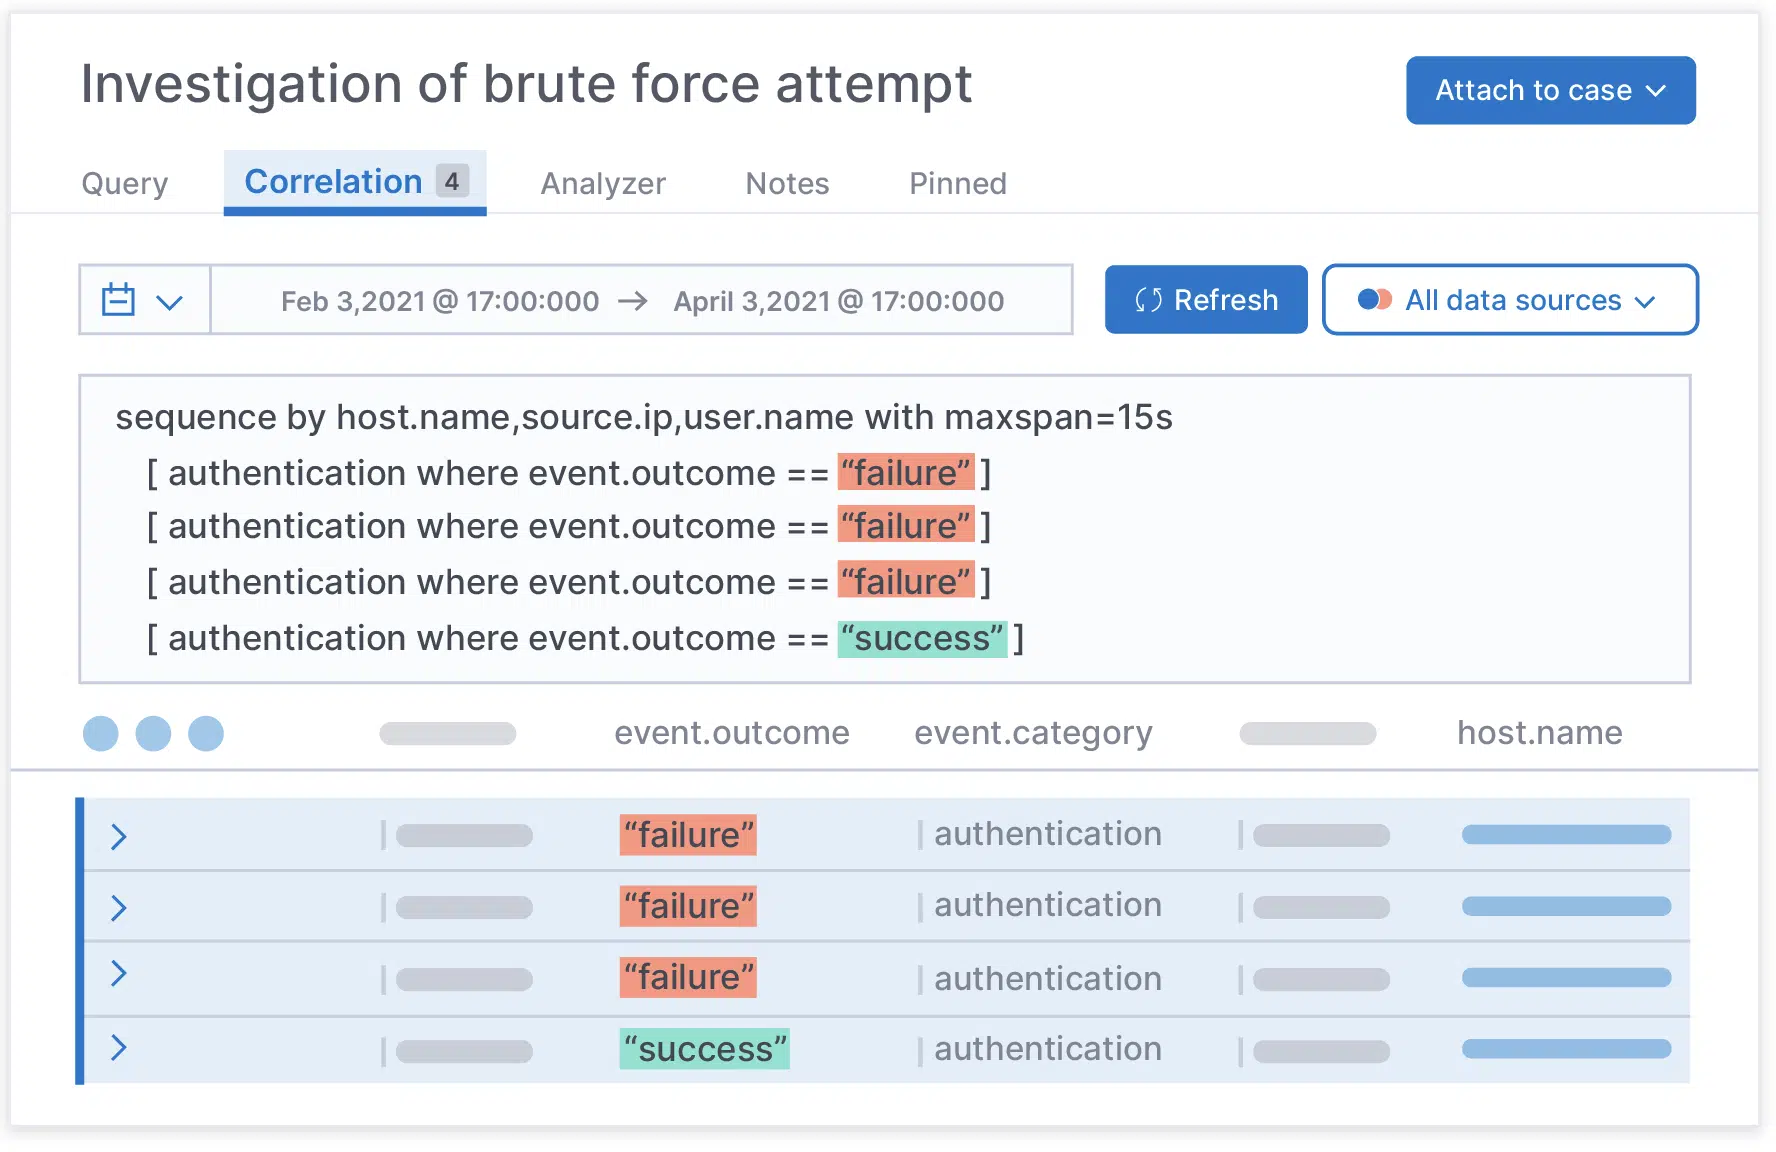 Investigation of brute force attempt
Attach to case
Query
Correlation 4
Analyzer
Notes
Pinned
Feb 3,2021 @ 17:00:000 → April 3,2021 @ 17:00:000
Refresh
All data sources
sequence by host.name,source.ip,user.name with maxspan=15s
[ authentication where event.outcome == “failure” ]
[ authentication where event.outcome == “failure” ]
[ authentication where event.outcome == “failure” ]
[ authentication where event.outcome == “success” ]
event.outcome event.category host.name
“failure” authentication
“failure” authentication
“failure” authentication
“success” authentication